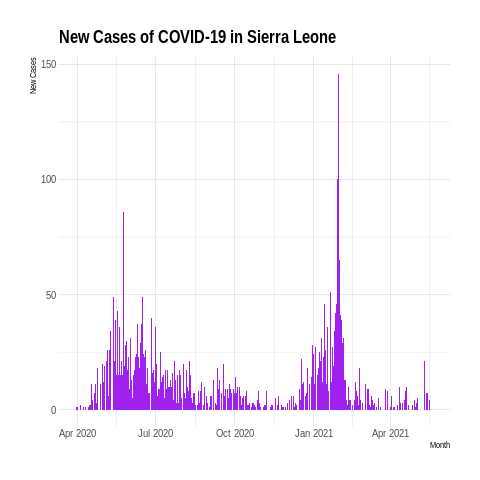 New Cases of COVID-19 in Sierra Leone
New Cases
150
100
50
0
Apr 2020 Jul 2020 Oct 2020 Jan 2021 Apr 2021
Month